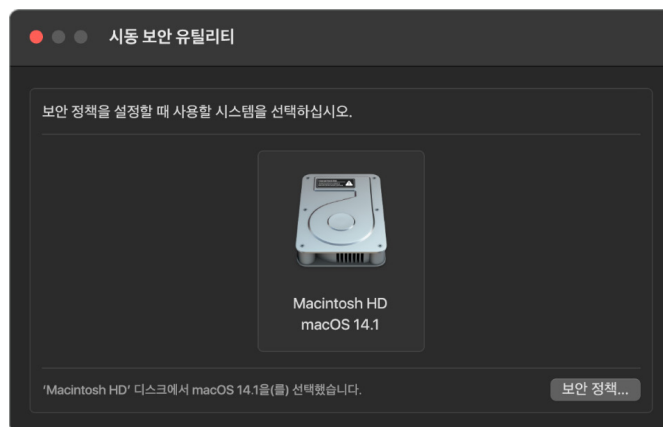 시동 보안 유틸리티
보안 정책을 설정할 때 사용할 시스템을 선택하십시오.
Macintosh HD
macOS 14.1
‘Macintosh HD’ 디스크에서 macOS 14.1을(를) 선택했습니다.
보안 정책...